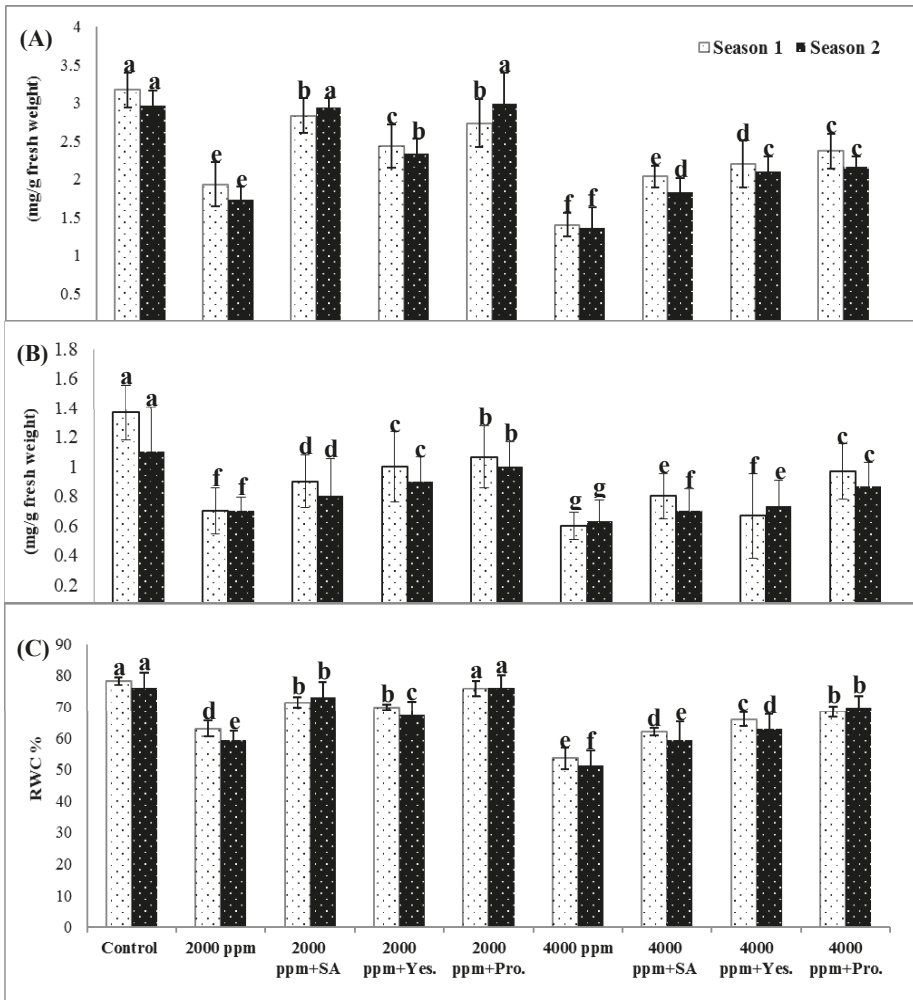 (A)
Season 1 Season 2
(mg/g fresh weight)
4
3.5
3
2.5
2
1.5
1
0.5
a a
e e
b a
c b
b a
f f
e d
d c
c c
(B)
(mg/g fresh weight)
1.8
1.6
1.4
1.2
1
0.8
0.6
0.4
0.2
a a
f f
d d
c c
b b
g g
e f
f e
c c
(C)
RWC %
90
80
70
60
50
40
30
20
10
0
a a
d e
b b
b c
a a
e f
d e
c d
b b
Control
2000 ppm
2000
ppm+SA
2000
ppm+Yes.
2000
ppm+Pro.
4000 ppm
4000
ppm+SA
4000
ppm+Yes.
4000
ppm+Pro.